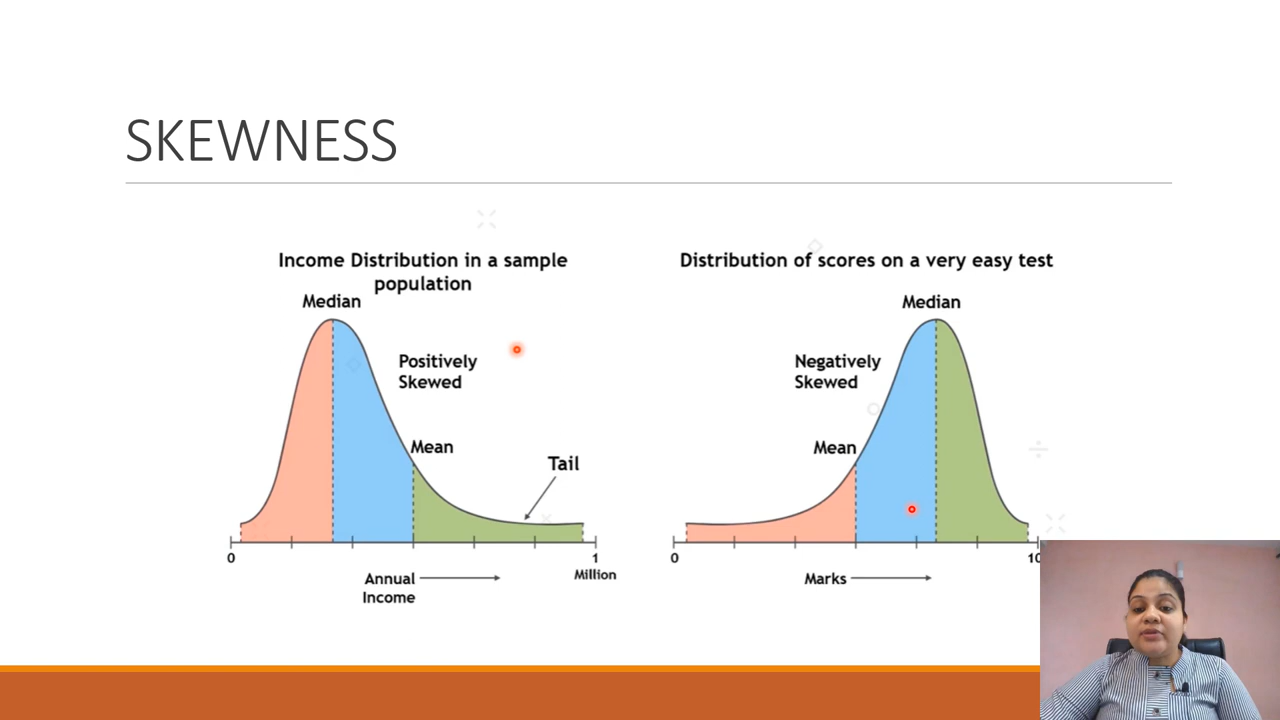 SKEWNESS
Income Distribution in a sample
population
Median
Positively
Skewed
Mean
Tail
0
1
Million
Annual
Income
Distribution of scores on a very easy test
Median
Negatively
Skewed
Mean
0
10
Marks